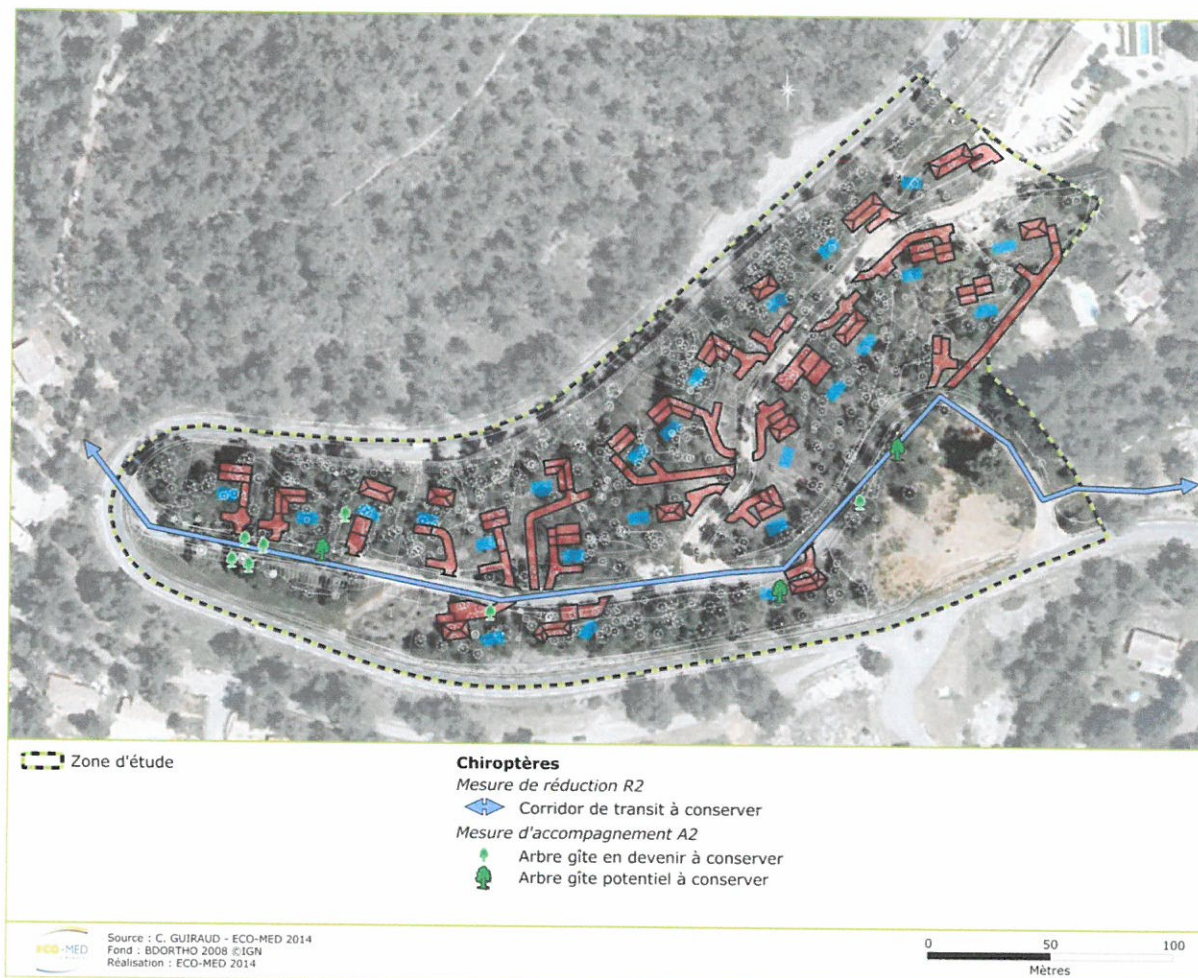 Zone d'étude
Chiroptères
Mesure de réduction R2
Corridor de transit à conserver
Mesure d'accompagnement A2
Arbre gîte en devenir à conserver
Arbre gîte potentiel à conserver
ECO-MED
Source : C. GUIRAUD - ECO-MED 2014
Fond : BDORTHO 2008 ©IGN
Réalisation : ECO-MED 2014
0 50 100
Mètres